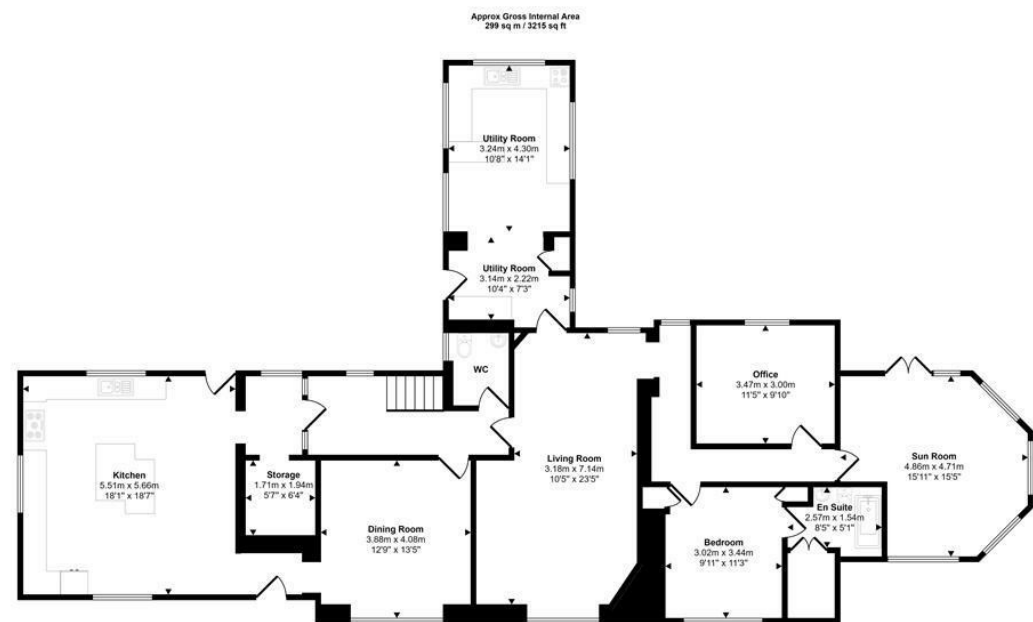 Approx Gross Internal Area
299 sq m / 3215 sq ft
Utility Room
3.24m x 4.30m
10'8" x 14'1"
Utility Room
3.14m x 2.22m
10'4" x 7'3"
WC
Office
3.47m x 3.00m
11'5" x 9'10"
Kitchen
5.51m x 5.66m
18'1" x 18'7"
Storage
1.71m x 1.94m
5'7" x 6'4"
Living Room
3.18m x 7.14m
10'5" x 23'5"
Sun Room
4.86m x 4.71m
15'11" x 15'5"
Dining Room
3.88m x 4.08m
12'9" x 13'5"
En Suite
2.57m x 1.54m
8'5" x 5'1"
Bedroom
3.02m x 3.44m
9'11" x 11'3"